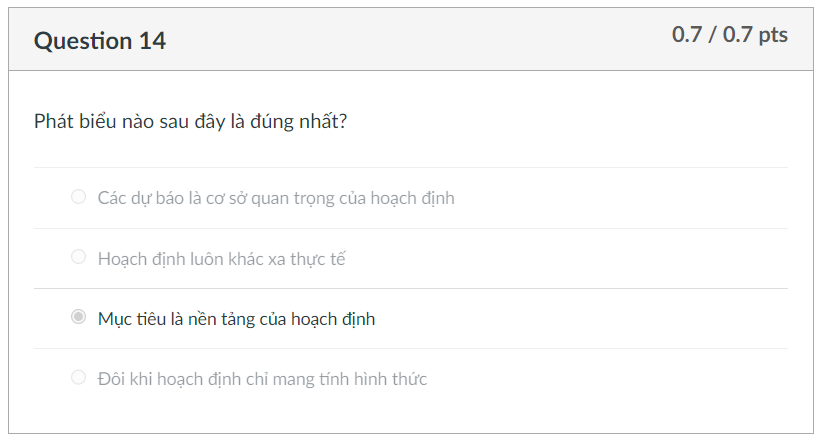 Question 14
0.7 / 0.7 pts
Phát biểu nào sau đây là đúng nhất?
Các dự báo là cơ sở quan trọng của hoạch định
Hoạch định luôn khác xa thực tế
Mục tiêu là nền tảng của hoạch định
Đôi khi hoạch định chỉ mang tính hình thức